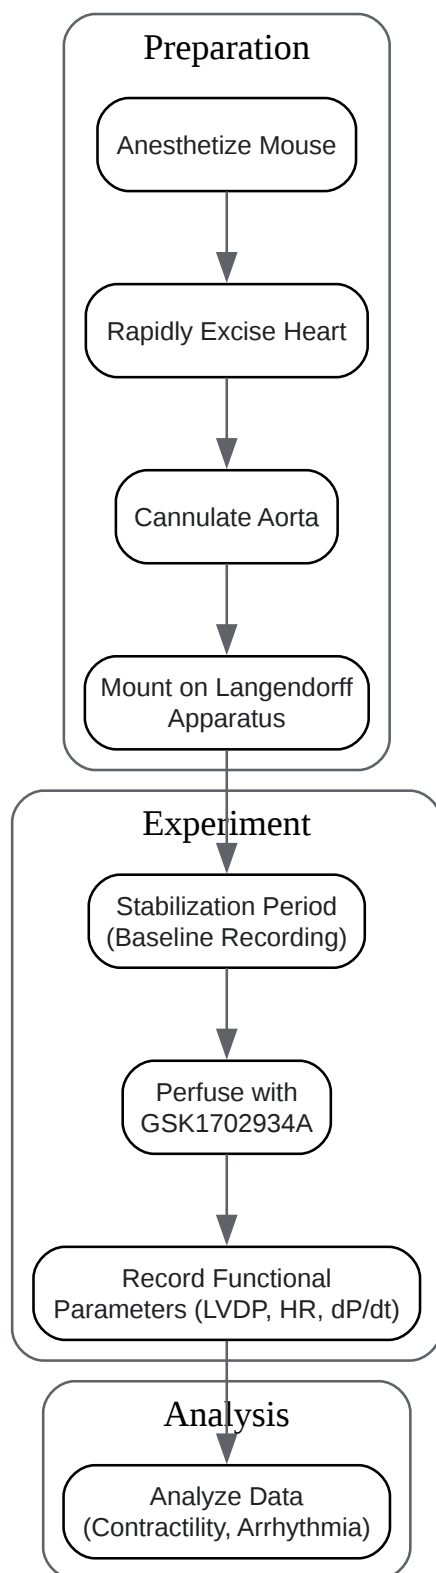 Preparation
Anesthetize Mouse
Rapidly Excise Heart
Cannulate Aorta
Mount on Langendorff
Apparatus
Experiment
Stabilization Period
(Baseline Recording)
Perfuse with
GSK1702934A
Record Functional
Parameters (LVDP, HR, dP/dt)
Analysis
Analyze Data
(Contractility, Arrhythmia)